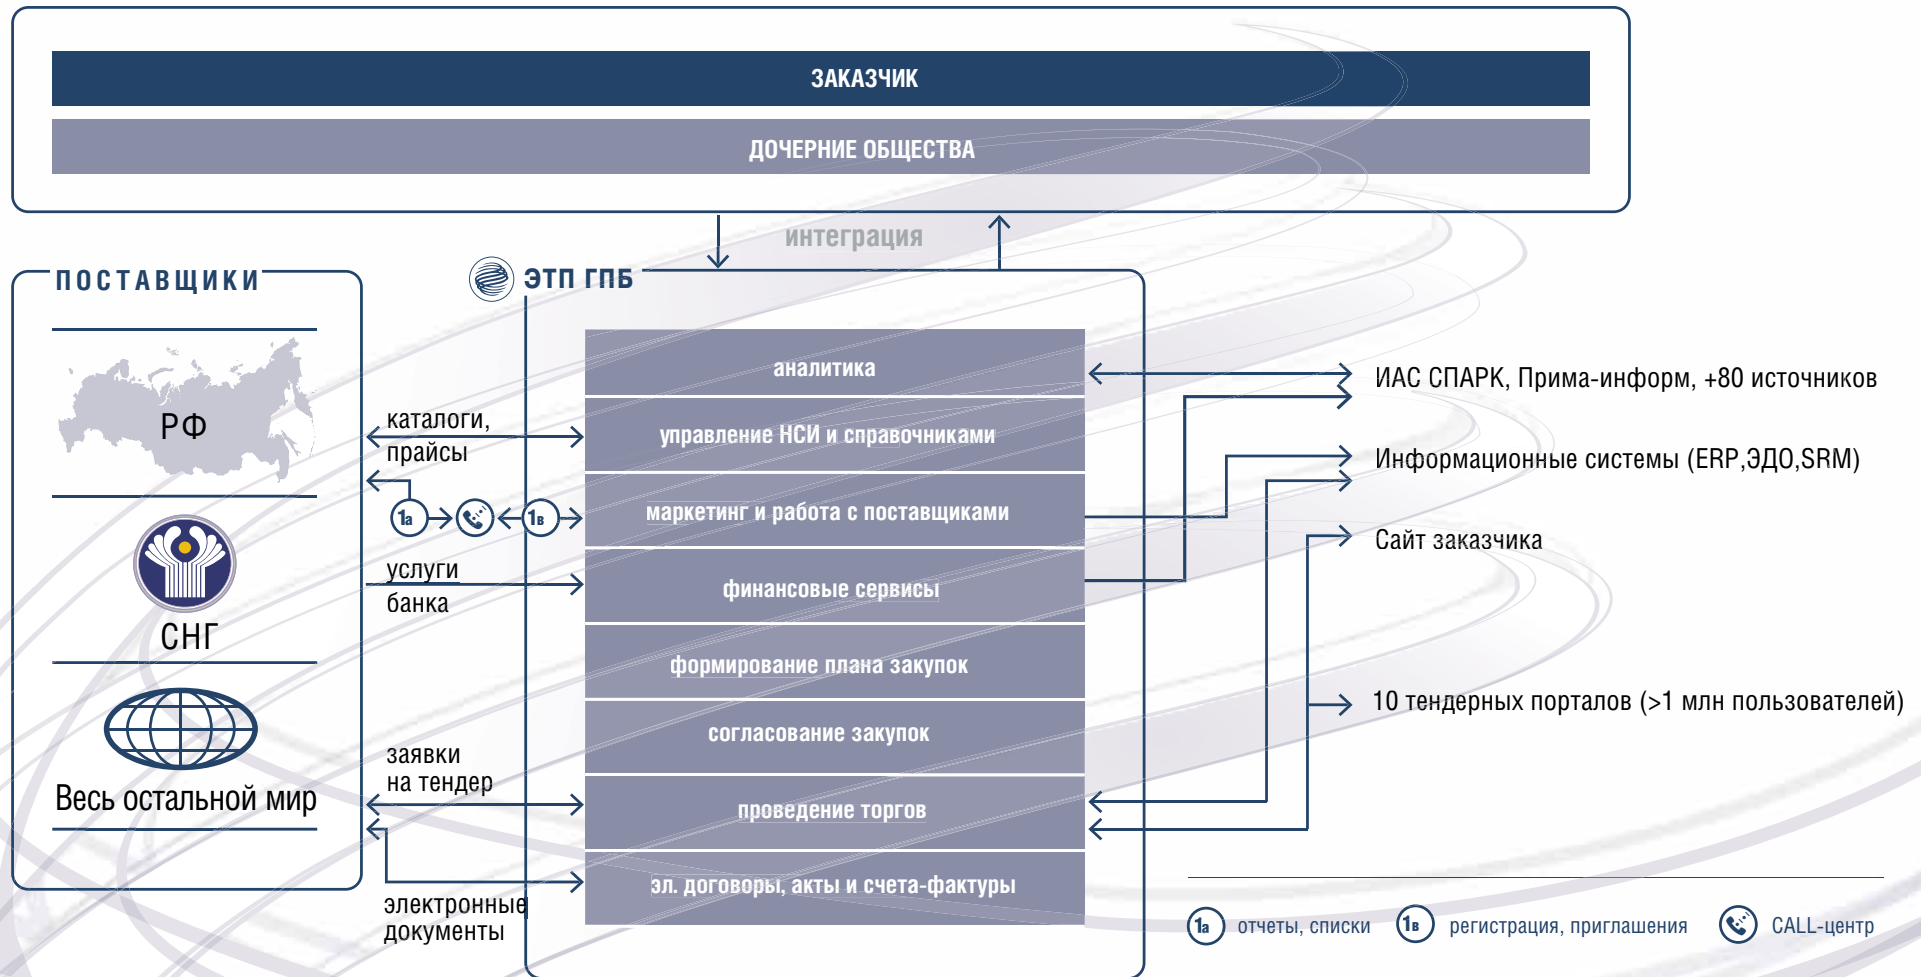 ЗАКАЗЧИК
ДОЧЕРНИЕ ОБЩЕСТВА
интеграция
ПОСТАВЩИКИ
РФ
СНГ
Весь остальной мир
каталоги,
прайсы
1а
1в
услуги
банка
заявки
на тендер
электронные
документы
ЭТП ГПБ
аналитика
управление НСИ и справочниками
маркетинг и работа с поставщиками
финансовые сервисы
формирование плана закупок
согласование закупок
проведение торгов
эл. договоры, акты и счета-фактуры
ИАС СПАРК, Прима-информ, +80 источников
Информационные системы (ERP,ЭДО,SRM)
Сайт заказчика
10 тендерных порталов (>1 млн пользователей)
1а отчеты, списки 1в регистрация, приглашения CALL-центр